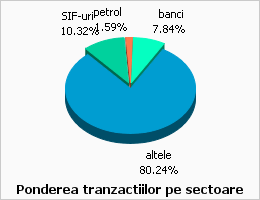 SIF-uri
10.32%
petrol
1.59%
banci
7.84%
altele
80.24%
Ponderea tranzactiilor pe sectoare